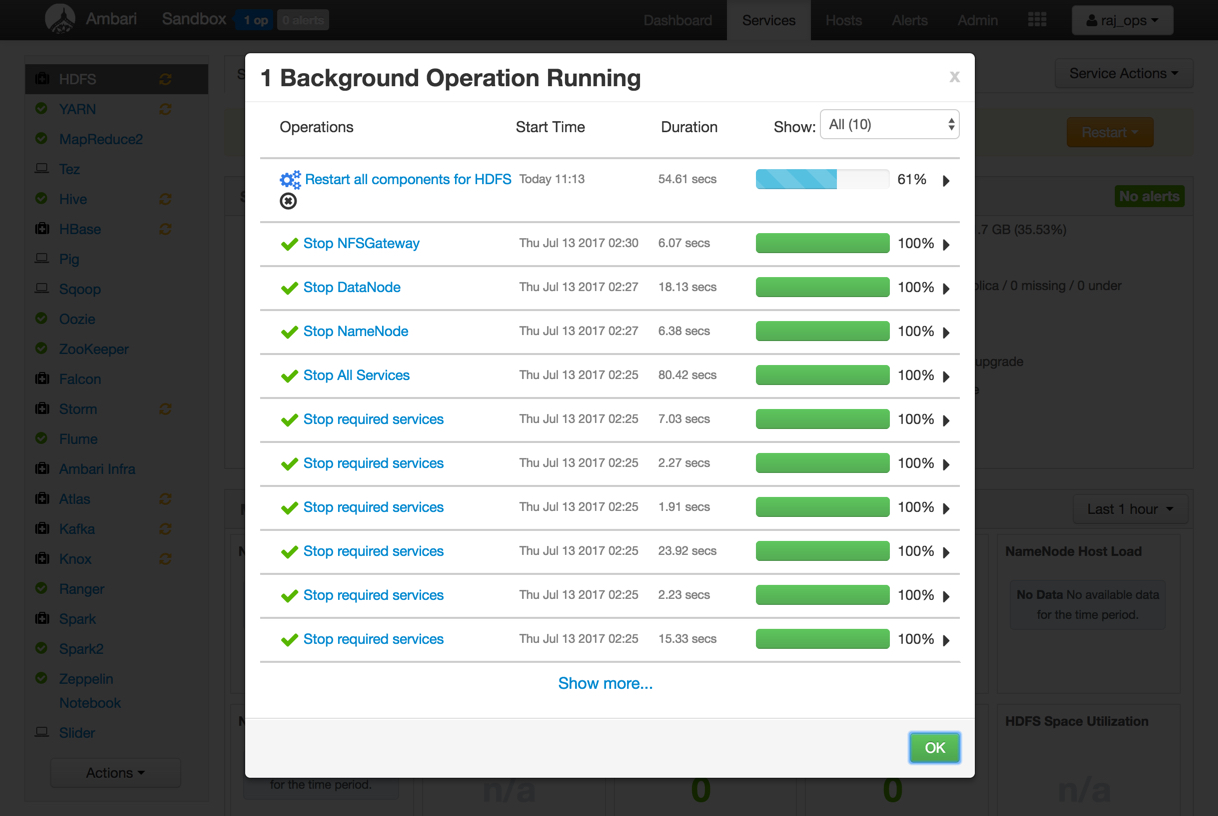 Ambari Sandbox 1 op 0 alerts Dashboard Services Hosts Alerts Admin raj_ops
HDFS
YARN
MapReduce2
Tez
Hive
HBase
Pig
Sqoop
Oozie
ZooKeeper
Falcon
Storm
Flume
Ambari Infra
Atlas
Kafka
Knox
Ranger
Spark
Spark2
Zeppelin
Notebook
Slider
Actions
Service Actions
Restart
No alerts
.7 GB (35.53%)
plica / 0 missing / 0 under
upgrade
Last 1 hour
1 Background Operation Running x
Operations Start Time Duration Show: All (10)
Restart all components for HDFS Today 11:13 54.61 secs 61%
Stop NFSGateway Thu Jul 13 2017 02:30 6.07 secs 100%
Stop DataNode Thu Jul 13 2017 02:27 18.13 secs 100%
Stop NameNode Thu Jul 13 2017 02:27 6.38 secs 100%
Stop All Services Thu Jul 13 2017 02:25 80.42 secs 100%
Stop required services Thu Jul 13 2017 02:25 7.03 secs 100%
Stop required services Thu Jul 13 2017 02:25 2.27 secs 100%
Stop required services Thu Jul 13 2017 02:25 1.91 secs 100%
Stop required services Thu Jul 13 2017 02:25 23.92 secs 100%
Stop required services Thu Jul 13 2017 02:25 2.23 secs 100%
Stop required services Thu Jul 13 2017 02:25 15.33 secs 100%
Show more...
OK
NameNode Host Load
No Data No available data
for the time period.
HDFS Space Utilization
for the time period.
n/a
0
0
n/a